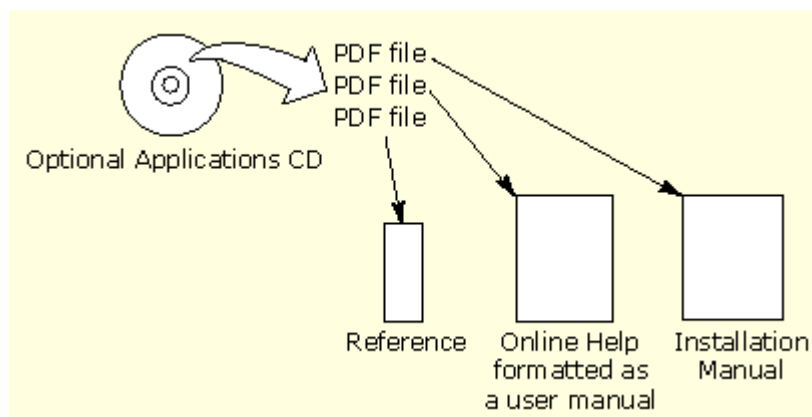 PDF file
PDF file
PDF file
Optional Applications CD
Reference
Online Help
formatted as
a user manual
Installation
Manual